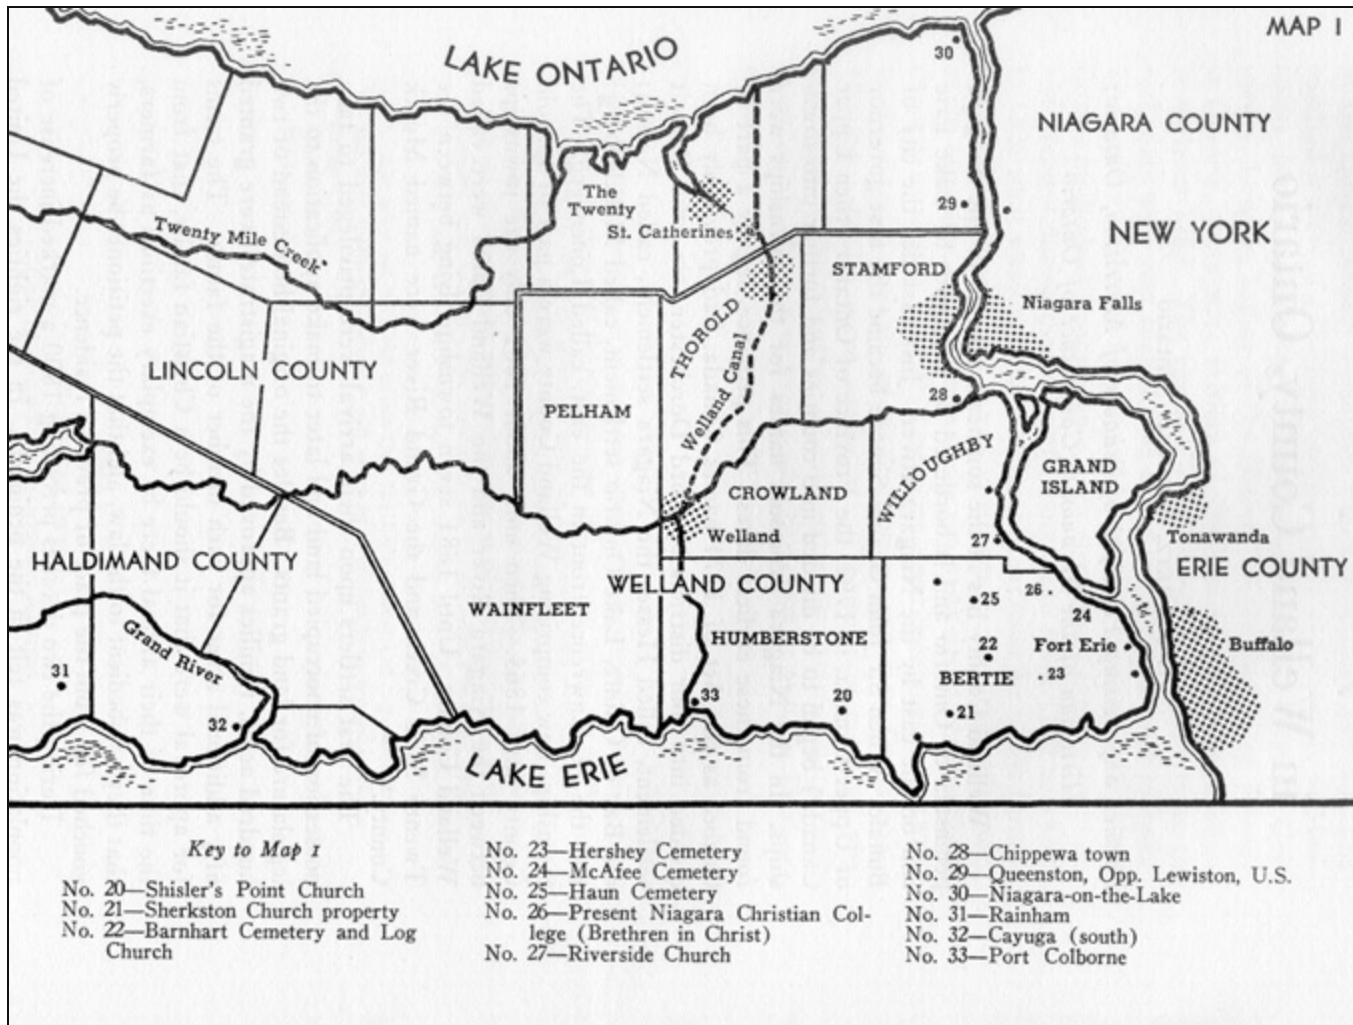 MAP I
LAKE ONTARIO
30
NIAGARA COUNTY
The
Twenty
St. Catherines
29
NEW YORK
Twenty Mile Creek
STAMFORD
Niagara Falls
THOROLD
Welland Canal
LINCOLN COUNTY
PELHAM
28
WILLOUGHBY
GRAND
ISLAND
CROWLAND
Welland
27
Tonawanda
HALDIMAND COUNTY
WELLAND COUNTY
ERIE COUNTY
WAINFLEET
25
26
24
HUMBERSTONE
22
Fort Erie
Buffalo
Grand River
31
BERTIE
23
33
20
21
32
LAKE ERIE
Key to Map 1
No. 20—Shisler's Point Church
No. 21—Sherkston Church property
No. 22—Barnhart Cemetery and Log
Church
No. 23—Hershey Cemetery
No. 24—McAfee Cemetery
No. 25—Haun Cemetery
No. 26—Present Niagara Christian Col-
lege (Brethren in Christ)
No. 27—Riverside Church
No. 28—Chippewa town
No. 29—Queenston, Opp. Lewiston, U.S.
No. 30—Niagara-on-the-Lake
No. 31—Rainham
No. 32—Cayuga (south)
No. 33—Port Colborne